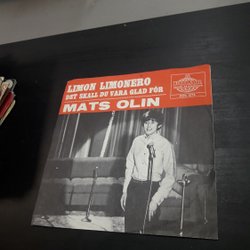 LIMON LIMONERO
DET SKALL DU VARA GLAD FÖR
MATS OLIN